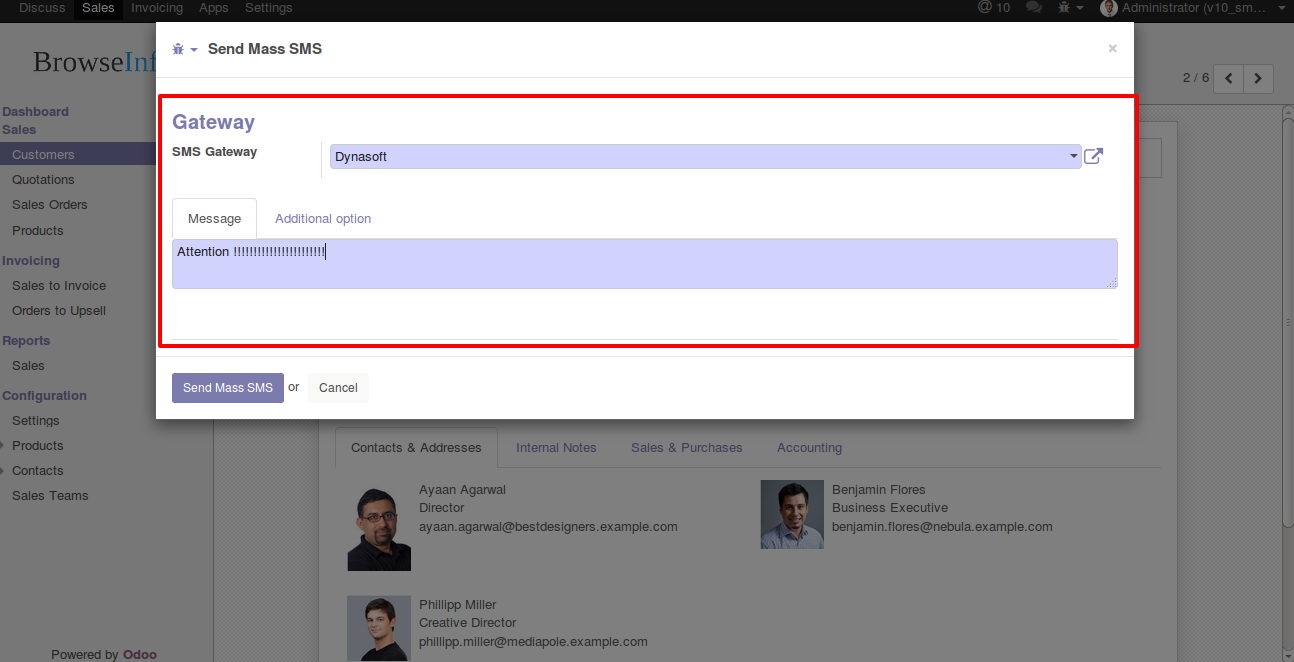 Discuss Sales Invoicing Apps Settings @ 10 Administrator (v10_sm...
Send Mass SMS ×
BrowseInf
2 / 6
Gateway
SMS Gateway Dynasoft
Message Additional option
Attention !!!!!!!!!!!!!!!!!!!!!!!
Send Mass SMS or Cancel
Dashboard
Sales
Customers
Quotations
Sales Orders
Products
Invoicing
Sales to Invoice
Orders to Upsell
Reports
Sales
Configuration
Settings
Products
Contacts
Sales Teams
Powered by Odoo
Contacts & Addresses Internal Notes Sales & Purchases Accounting
Ayaan Agarwal
Director
ayaan.agarwal@bestdesigners.example.com
Benjamin Flores
Business Executive
benjamin.flores@nebula.example.com
Phillipp Miller
Creative Director
phillipp.miller@mediapole.example.com